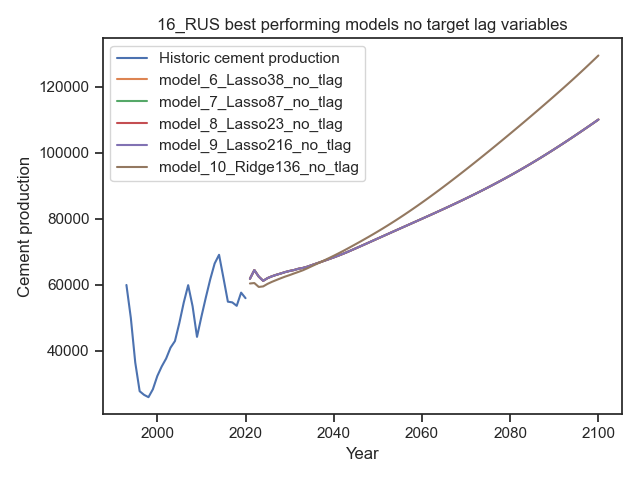 16_RUS best performing models no target lag variables
Historic cement production
model_6_Lasso38_no_tlag
model_7_Lasso87_no_tlag
model_8_Lasso23_no_tlag
model_9_Lasso216_no_tlag
model_10_Ridge136_no_tlag
Cement production
120000
100000
80000
60000
40000
2000
2020
2040
2060
2080
2100
Year